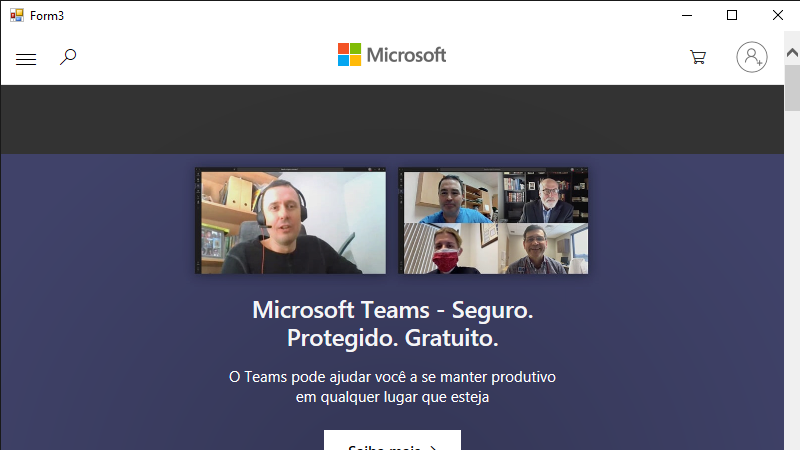 Form3
Microsoft
Microsoft Teams - Seguro.
Protegido. Gratuito.
O Teams pode ajudar você a se manter produtivo
em qualquer lugar que esteja
Saiba mais